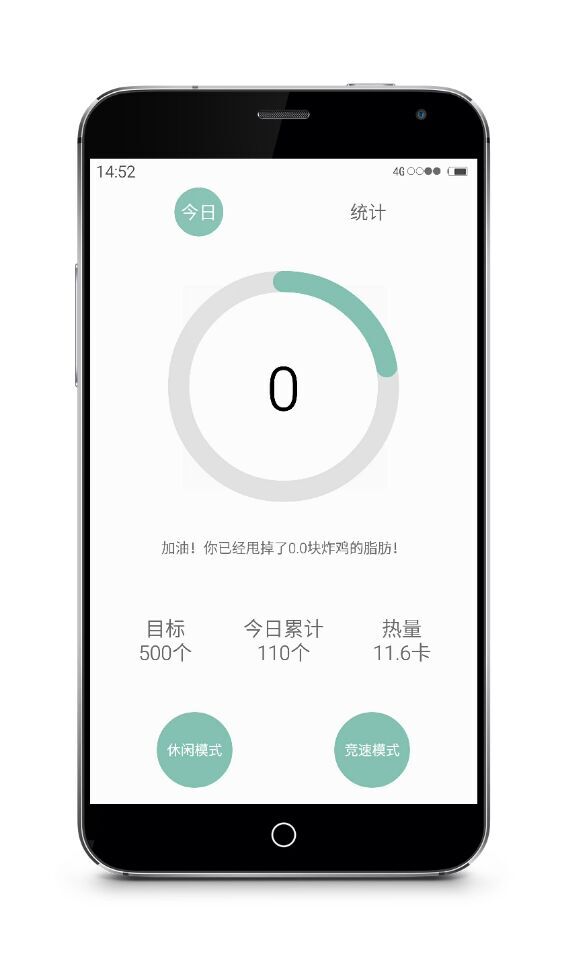 14:52
4G
今日
统计
0
加油！你已经甩掉了0.0块炸鸡的脂肪！
目标
今日累计
热量
500个
110个
11.6卡
休闲模式
竞速模式